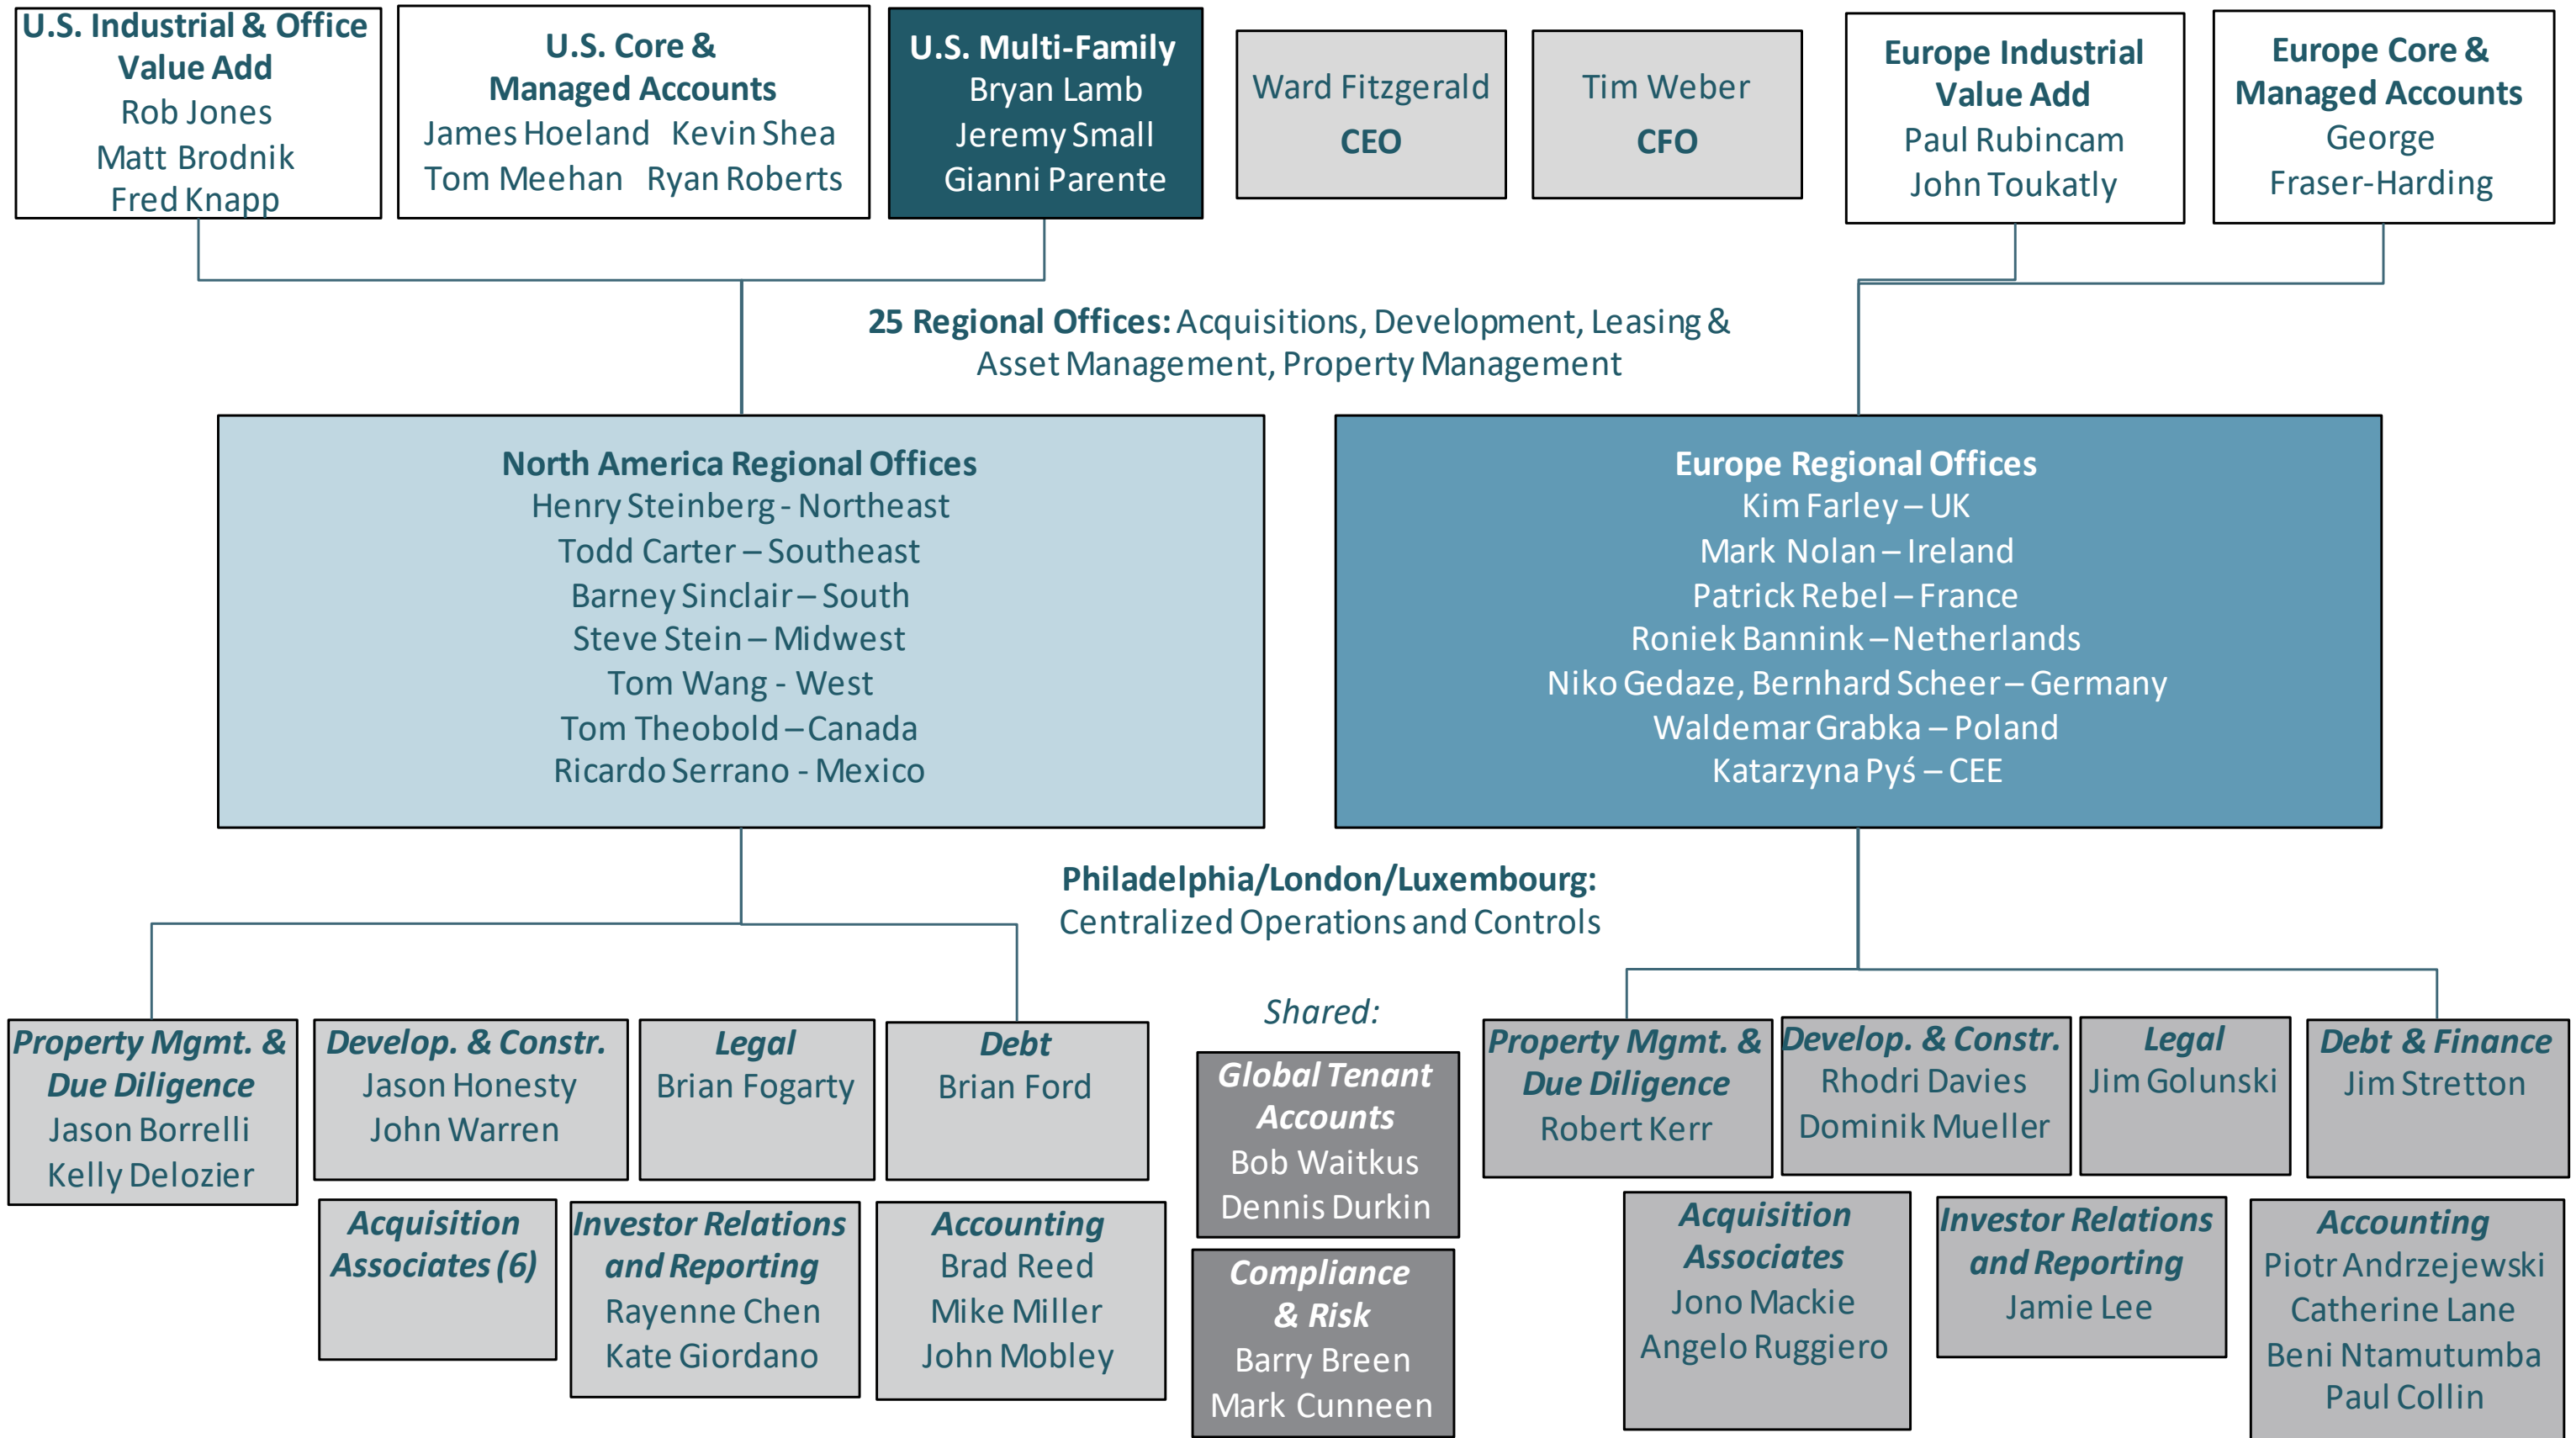 U.S. Industrial & Office
Value Add
Rob Jones
Matt Brodnik
Fred Knapp
U.S. Core &
Managed Accounts
James Hoeland Kevin Shea
Tom Meehan Ryan Roberts
U.S. Multi-Family
Bryan Lamb
Jeremy Small
Gianni Parente
Ward Fitzgerald
CEO
Tim Weber
CFO
Europe Industrial
Value Add
Paul Rubincam
John Toukatly
Europe Core &
Managed Accounts
George
Fraser-Harding
25 Regional Offices: Acquisitions, Development, Leasing &
Asset Management, Property Management
North America Regional Offices
Henry Steinberg - Northeast
Todd Carter – Southeast
Barney Sinclair – South
Steve Stein – Midwest
Tom Wang - West
Tom Theobold – Canada
Ricardo Serrano - Mexico
Europe Regional Offices
Kim Farley – UK
Mark Nolan – Ireland
Patrick Rebel – France
Roniek Bannink – Netherlands
Niko Gedaze, Bernhard Scheer – Germany
Waldemar Grabka – Poland
Katarzyna Pyś – CEE
Philadelphia/London/Luxembourg:
Centralized Operations and Controls
Property Mgmt. &
Due Diligence
Jason Borrelli
Kelly Delozier
Develop. & Constr.
Jason Honesty
John Warren
Legal
Brian Fogarty
Debt
Brian Ford
Acquisition
Associates (6)
Investor Relations
and Reporting
Rayenne Chen
Kate Giordano
Accounting
Brad Reed
Mike Miller
John Mobley
Shared:
Global Tenant
Accounts
Bob Waitkus
Dennis Durkin
Compliance
& Risk
Barry Breen
Mark Cunneen
Property Mgmt. &
Due Diligence
Robert Kerr
Develop. & Constr.
Rhodri Davies
Dominik Mueller
Legal
Jim Golunski
Debt & Finance
Jim Stretton
Acquisition
Associates
Jono Mackie
Angelo Ruggiero
Investor Relations
and Reporting
Jamie Lee
Accounting
Piotr Andrzejewski
Catherine Lane
Beni Ntamutumba
Paul Collin